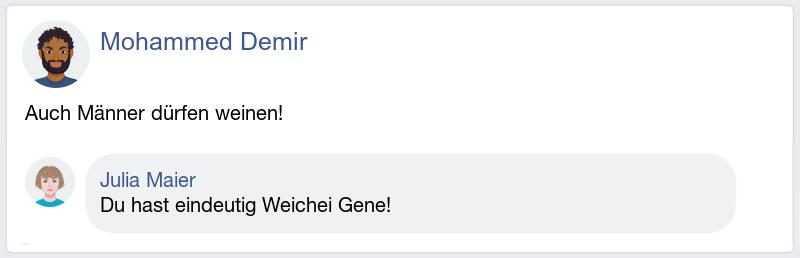 Mohammed Demir
Auch Männer dürfen weinen!
Julia Maier
Du hast eindeutig Weichei Gene!